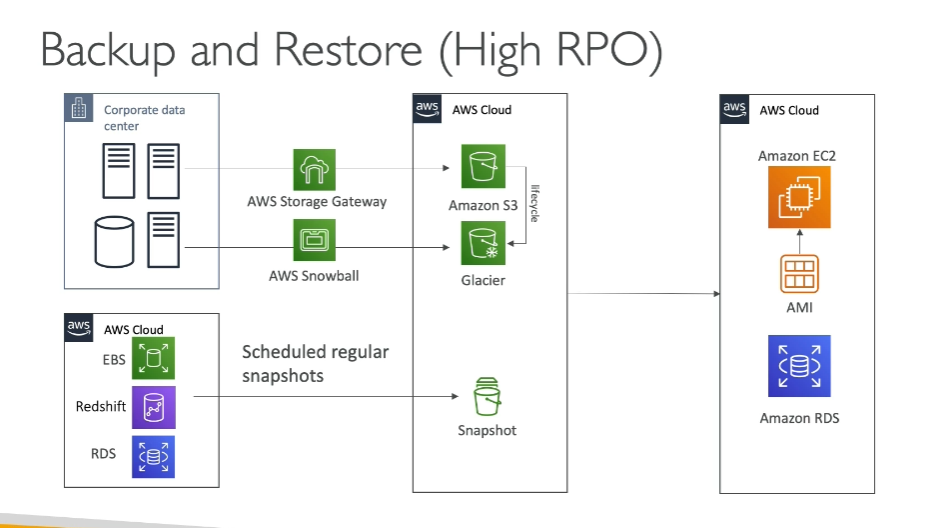 Backup and Restore (High RPO)
Corporate data
center
AWS Storage Gateway
AWS Snowball
aws
AWS Cloud
EBS
Redshift
RDS
Scheduled regular
snapshots
aws
AWS Cloud
Amazon S3
lifecycle
Glacier
Snapshot
aws
AWS Cloud
Amazon EC2
AMI
Amazon RDS